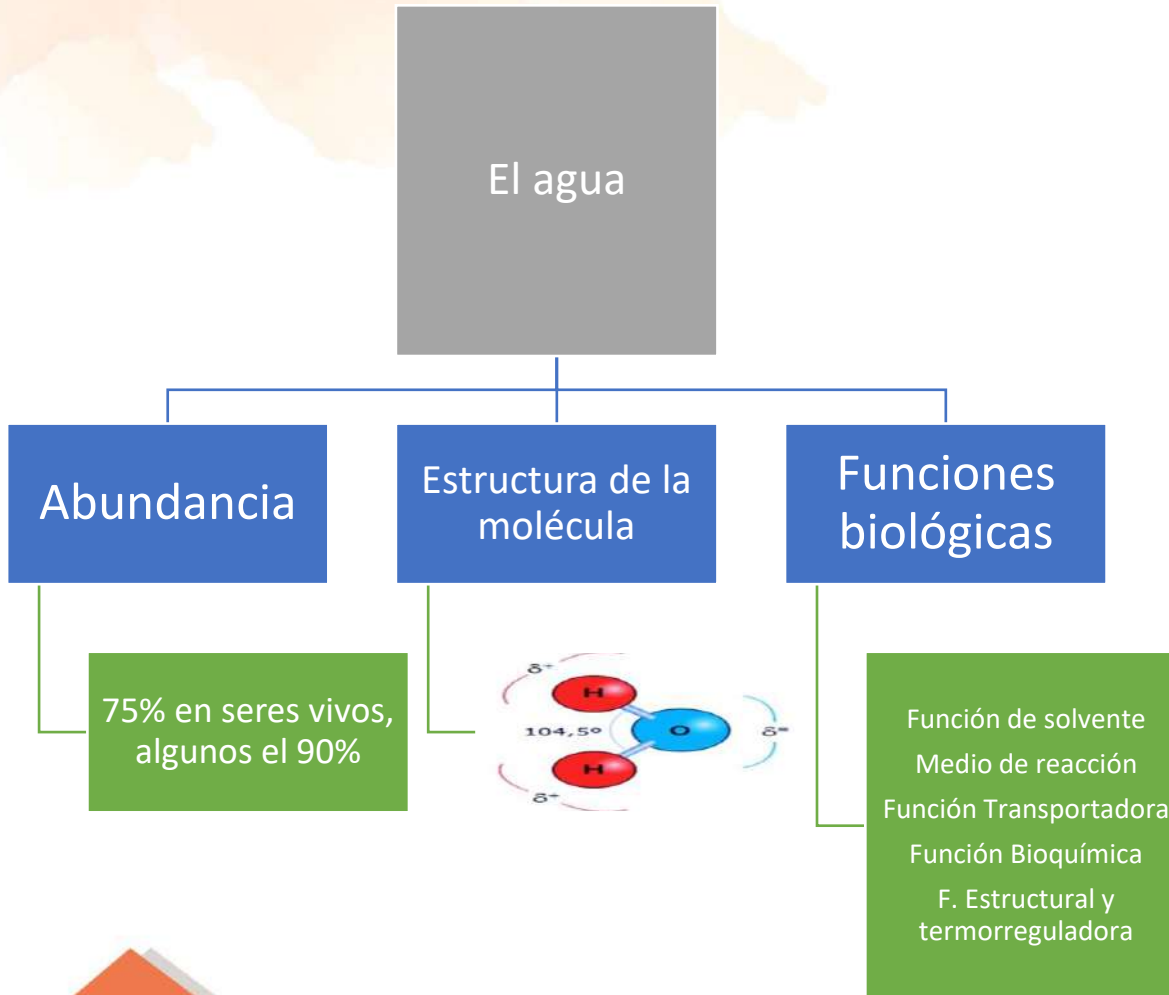 El agua
Abundancia
Estructura de la
molécula
Funciones
biológicas
75% en seres vivos,
algunos el 90%
δ+
H
104,5º
O
δ=
H
δ+
Función de solvente
Medio de reacción
Función Transportadora
Función Bioquímica
F. Estructural y
termorreguladora